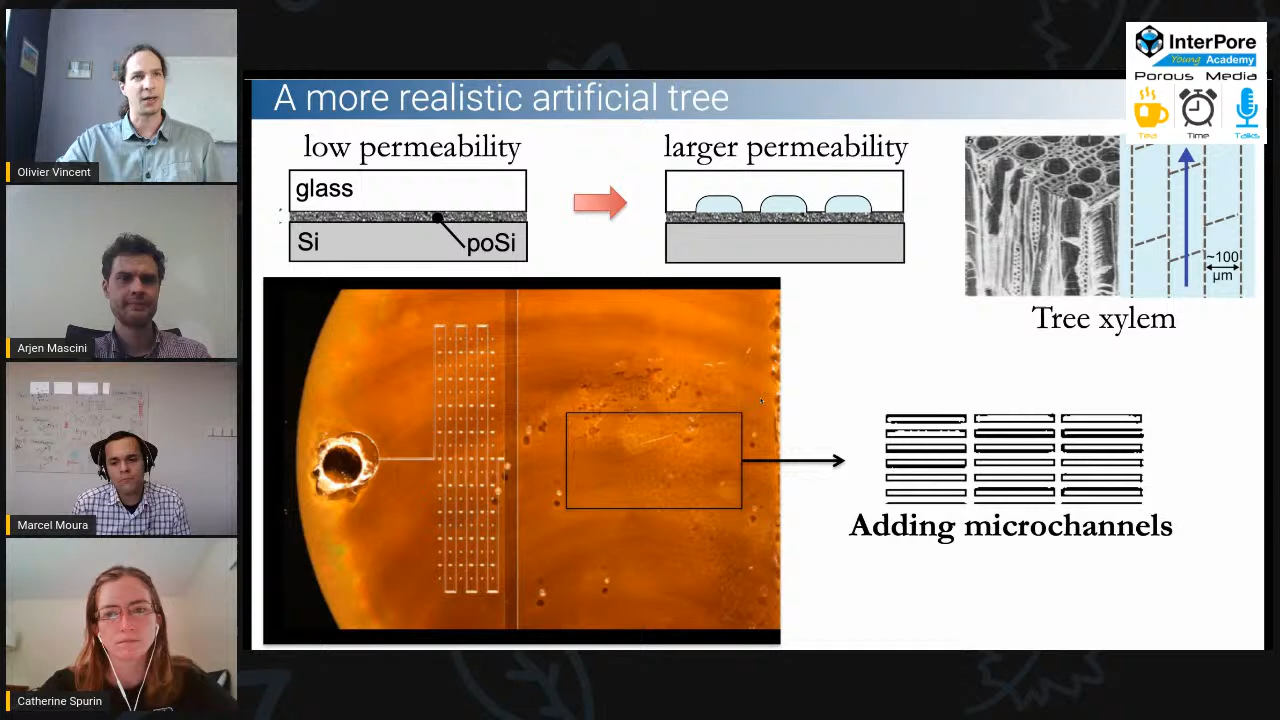 Olivier Vincent
Arjen Mascini
Marcel Moura
Catherine Spurin
A more realistic artificial tree
InterPore
Young Academy
Porous Media
Tea Time Talks
low permeability
larger permeability
glass
Si
poSi
~100
µm
Tree xylem
Adding microchannels